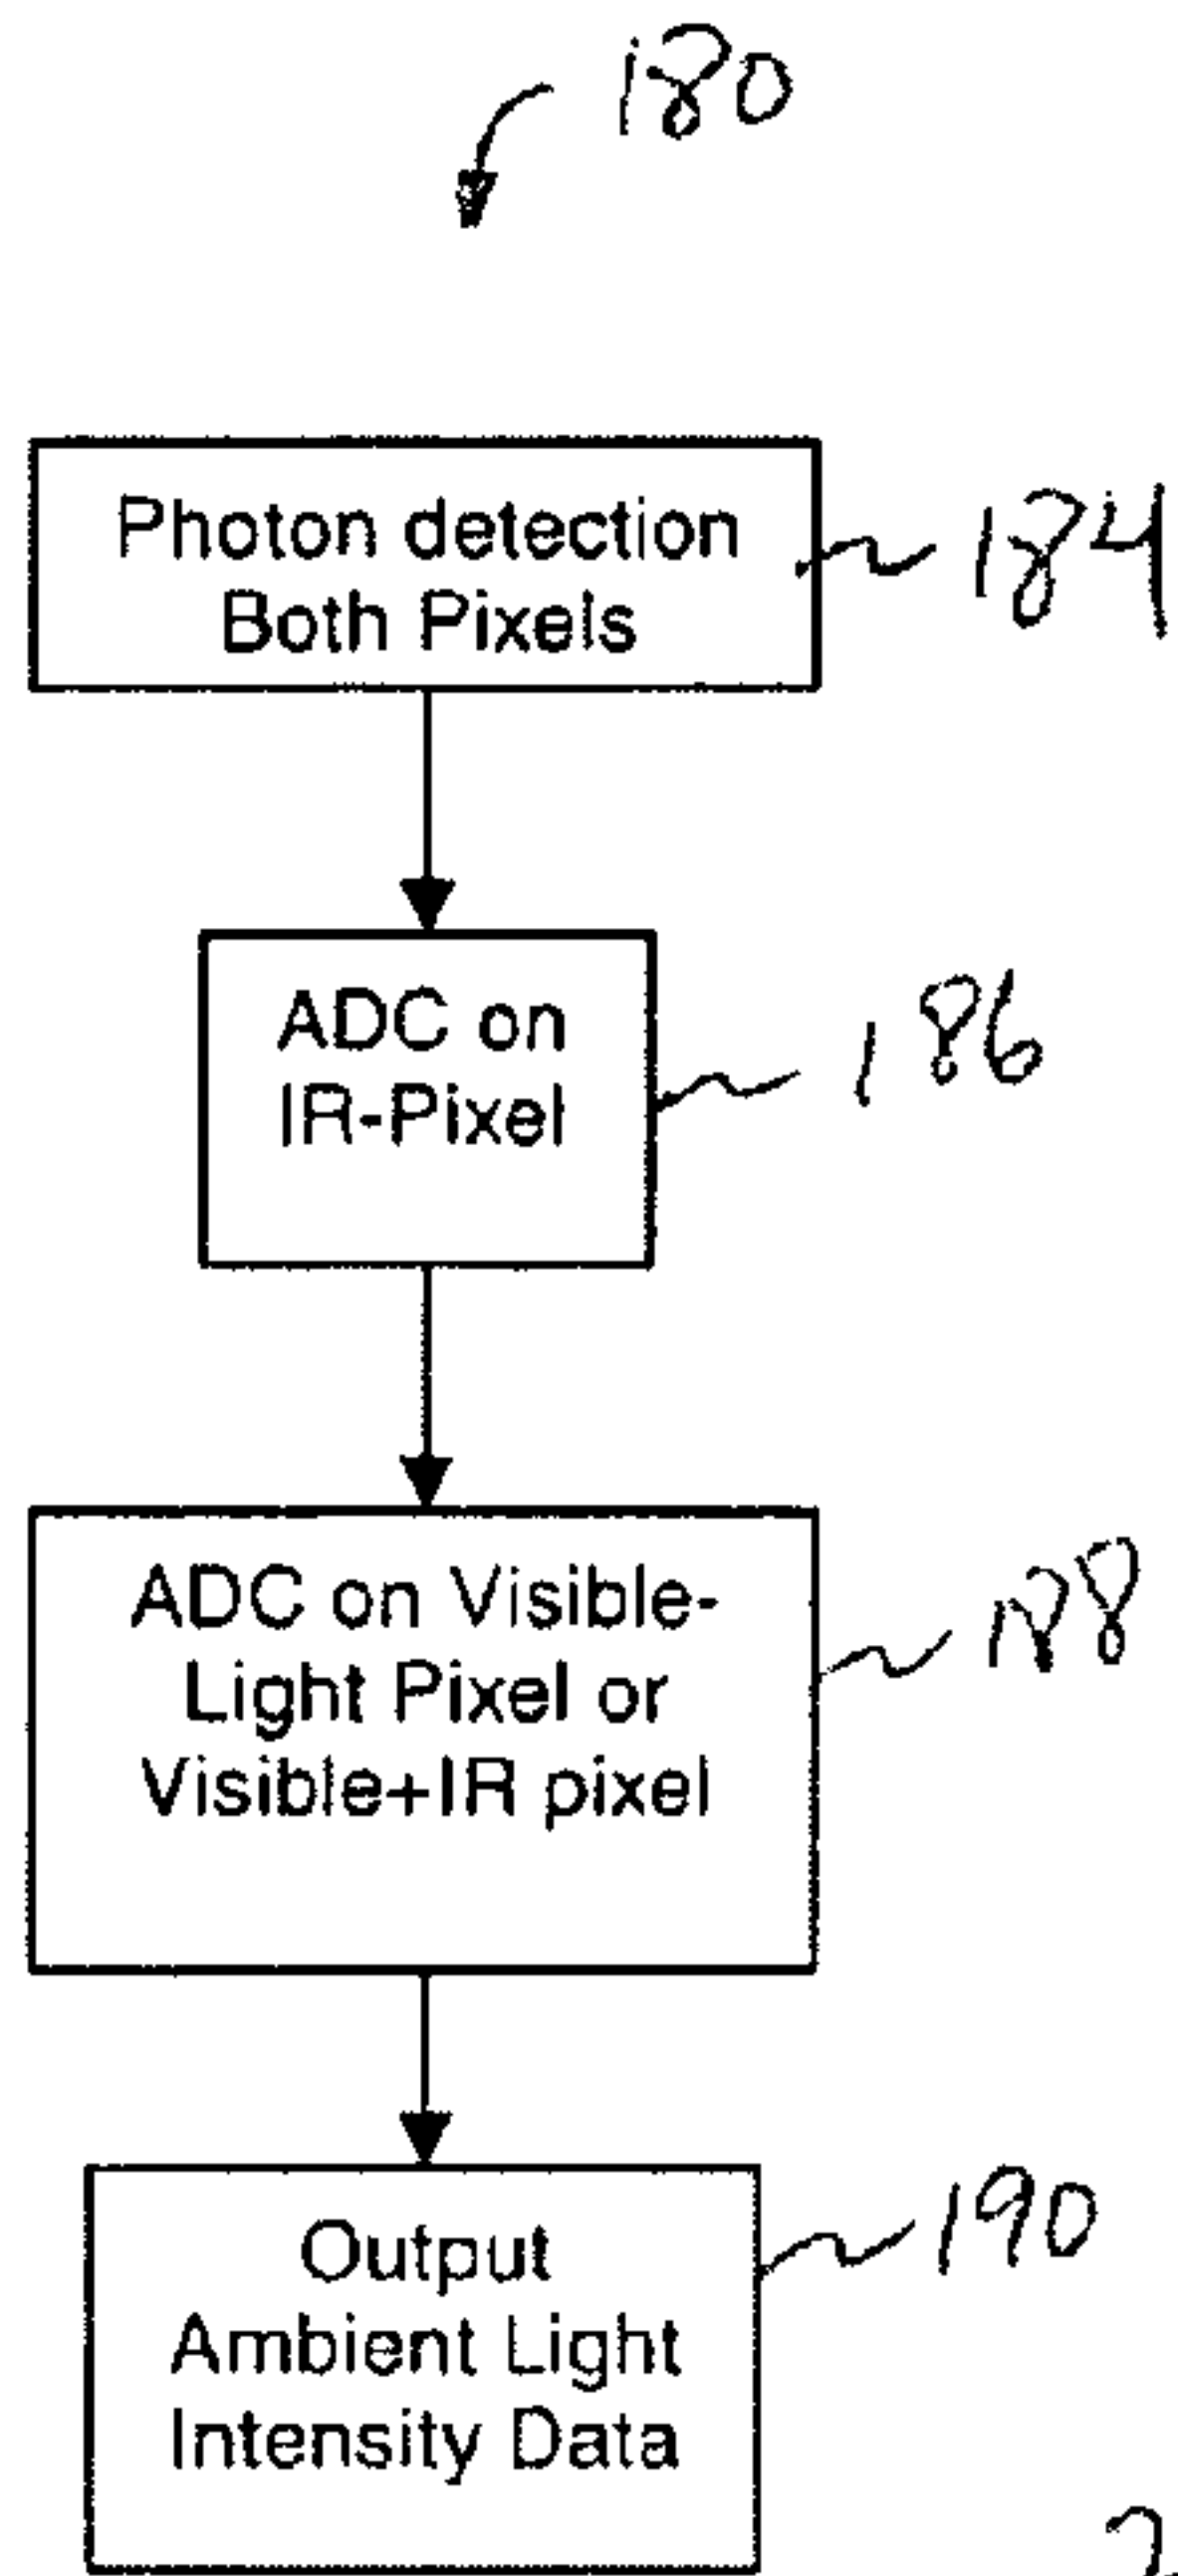 180
Photon detection
Both Pixels
184
ADC on
IR-Pixel
186
ADC on Visible-
Light Pixel or
Visible+IR pixel
188
Output
Ambient Light
Intensity Data
190